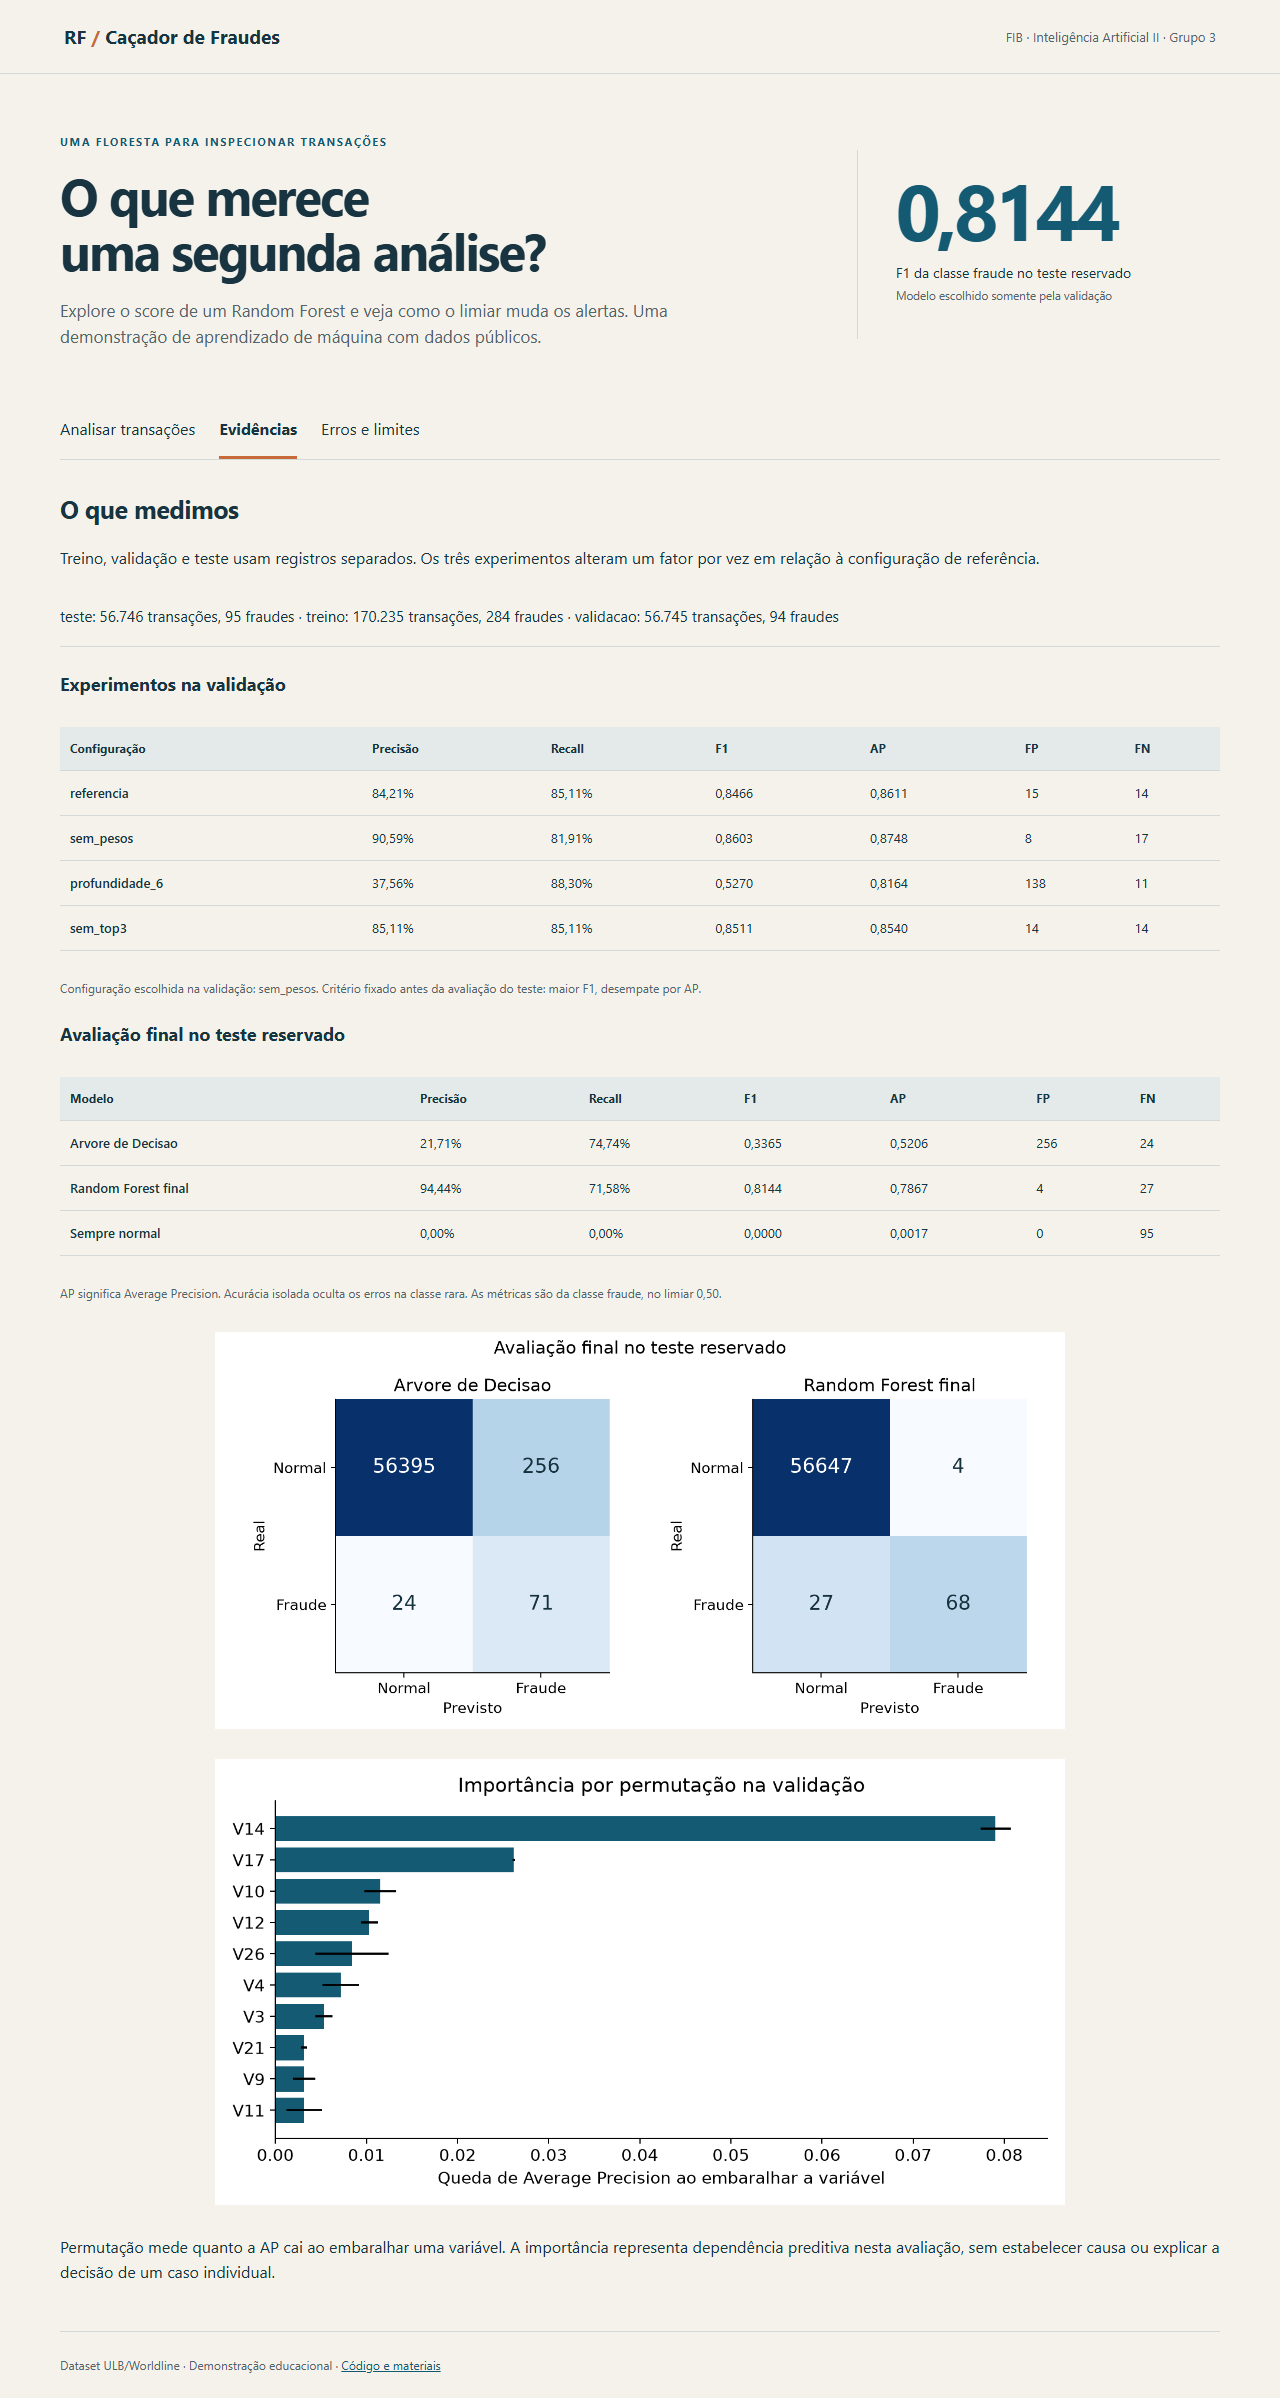 RF / Caçador de Fraudes
FIB · Inteligência Artificial II · Grupo 3
UMA FLORESTA PARA INSPECIONAR TRANSAÇÕES
O que merece
uma segunda análise?
Explore o score de um Random Forest e veja como o limiar muda os alertas. Uma
demonstração de aprendizado de máquina com dados públicos.
0,8144
F1 da classe fraude no teste reservado
Modelo escolhido somente pela validação
Analisar transações Evidências Erros e limites
O que medimos
Treino, validação e teste usam registros separados. Os três experimentos alteram um fator por vez em relação à configuração de referência.
teste: 56.746 transações, 95 fraudes · treino: 170.235 transações, 284 fraudes · validacao: 56.745 transações, 94 fraudes
Experimentos na validação
Configuração Precisão Recall F1 AP FP FN
referencia 84,21% 85,11% 0,8466 0,8611 15 14
sem_pesos 90,59% 81,91% 0,8603 0,8748 8 17
profundidade_6 37,56% 88,30% 0,5270 0,8164 138 11
sem_top3 85,11% 85,11% 0,8511 0,8540 14 14
Configuração escolhida na validação: sem_pesos. Critério fixado antes da avaliação do teste: maior F1, desempate por AP.
Avaliação final no teste reservado
Modelo Precisão Recall F1 AP FP FN
Arvore de Decisao 21,71% 74,74% 0,3365 0,5206 256 24
Random Forest final 94,44% 71,58% 0,8144 0,7867 4 27
Sempre normal 0,00% 0,00% 0,0000 0,0017 0 95
AP significa Average Precision. Acurácia isolada oculta os erros na classe rara. As métricas são da classe fraude, no limiar 0,50.
Avaliação final no teste reservado
Arvore de Decisao
Normal 56395 256
Real
Fraude 24 71
Normal Fraude
Previsto
Random Forest final
Normal 56647 4
Real
Fraude 27 68
Normal Fraude
Previsto
Importância por permutação na validação
V14
V17
V10
V12
V26
V4
V3
V21
V9
V11
0.00 0.01 0.02 0.03 0.04 0.05 0.06 0.07 0.08
Queda de Average Precision ao embaralhar a variável
Permutação mede quanto a AP cai ao embaralhar uma variável. A importância representa dependência preditiva nesta avaliação, sem estabelecer causa ou explicar a
decisão de um caso individual.
Dataset ULB/Worldline · Demonstração educacional · Código e materiais